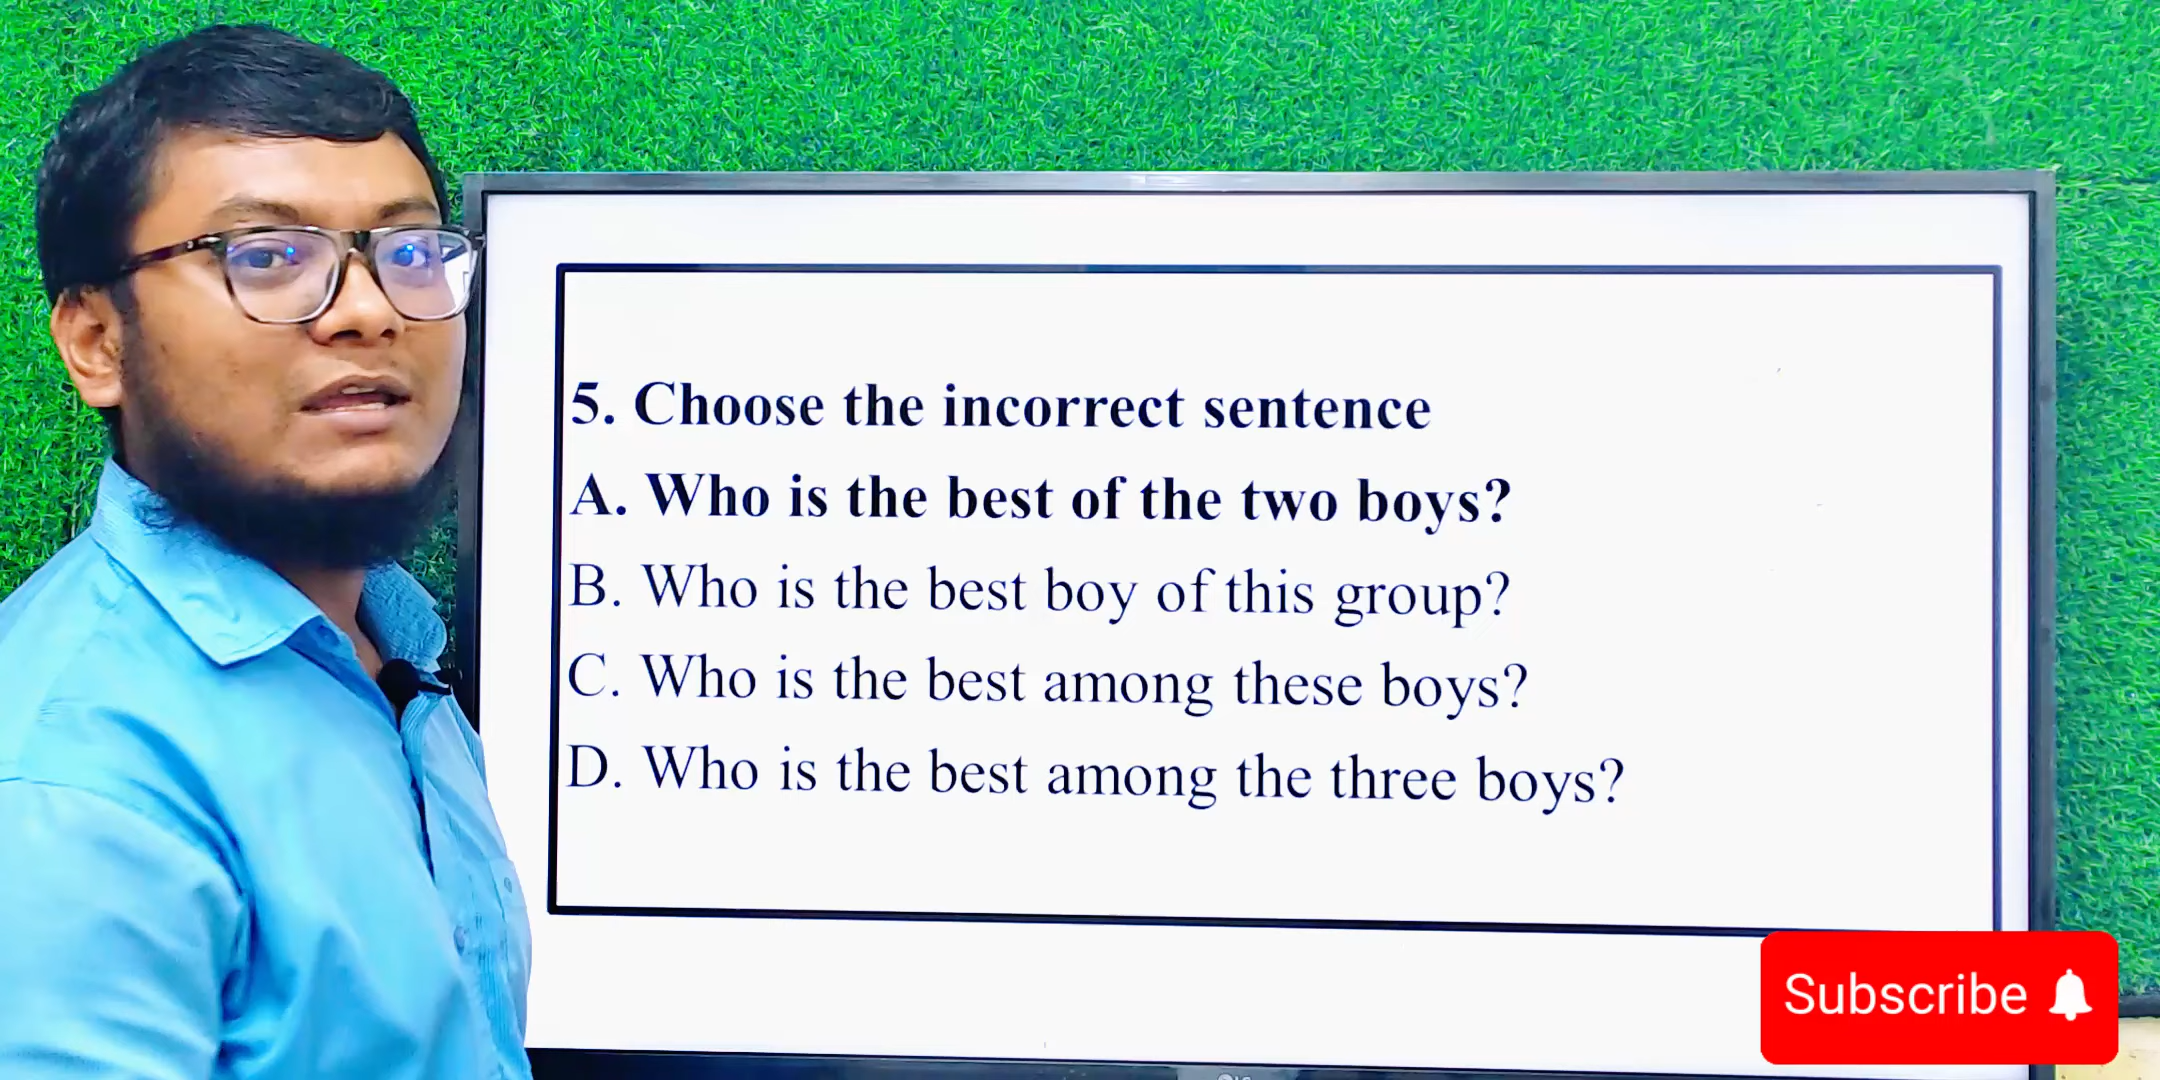 5. Choose the incorrect sentence
A. Who is the best of the two boys?
B. Who is the best boy of this group?
C. Who is the best among these boys?
D. Who is the best among the three boys?
Subscribe